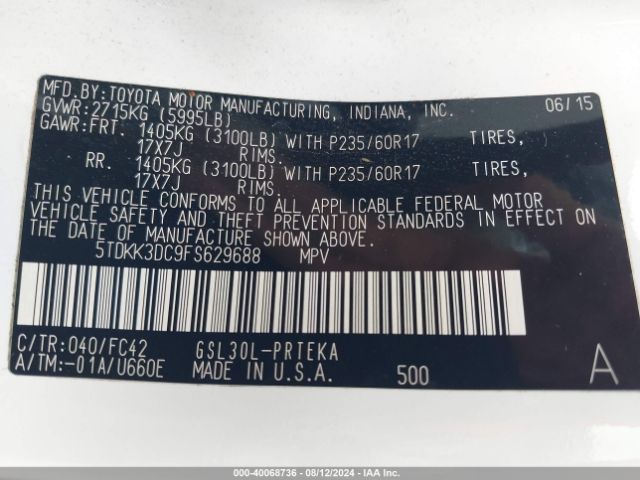 MFD.BY:TOYOTA MOTOR MANUFACTURING, INDIANA, INC. 06/15
GVWR:2715KG (5995LB)
GAWR:FRT. 1405KG (3100LB) WITH P235/60R17 TIRES,
17X7J RIMS.
RR. 1405KG (3100LB) WITH P235/60R17 TIRES,
17X7J RIMS.
THIS VEHICLE CONFORMS TO ALL APPLICABLE FEDERAL MOTOR
VEHICLE SAFETY AND THEFT PREVENTION STANDARDS IN EFFECT ON
THE DATE OF MANUFACTURE SHOWN ABOVE.
5TDKK3DC9FS629688 MPV
C/TR:040/FC42 GSL30L-PRTEKA
A/TM:-01A/U660E MADE IN U.S.A. 500 A
000-40068736 - 08/12/2024 - IAA Inc.